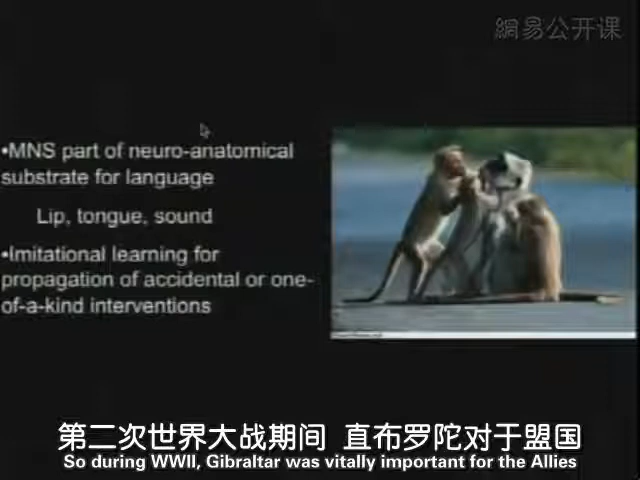 網易公开课
•MNS part of neuro-anatomical
substrate for language
Lip, tongue, sound
•Imitational learning for
propagation of accidental or one-
of-a-kind interventions
第二次世界大战期间 直布罗陀对于盟国
So during WWII, Gibraltar was vitally important for the Allies